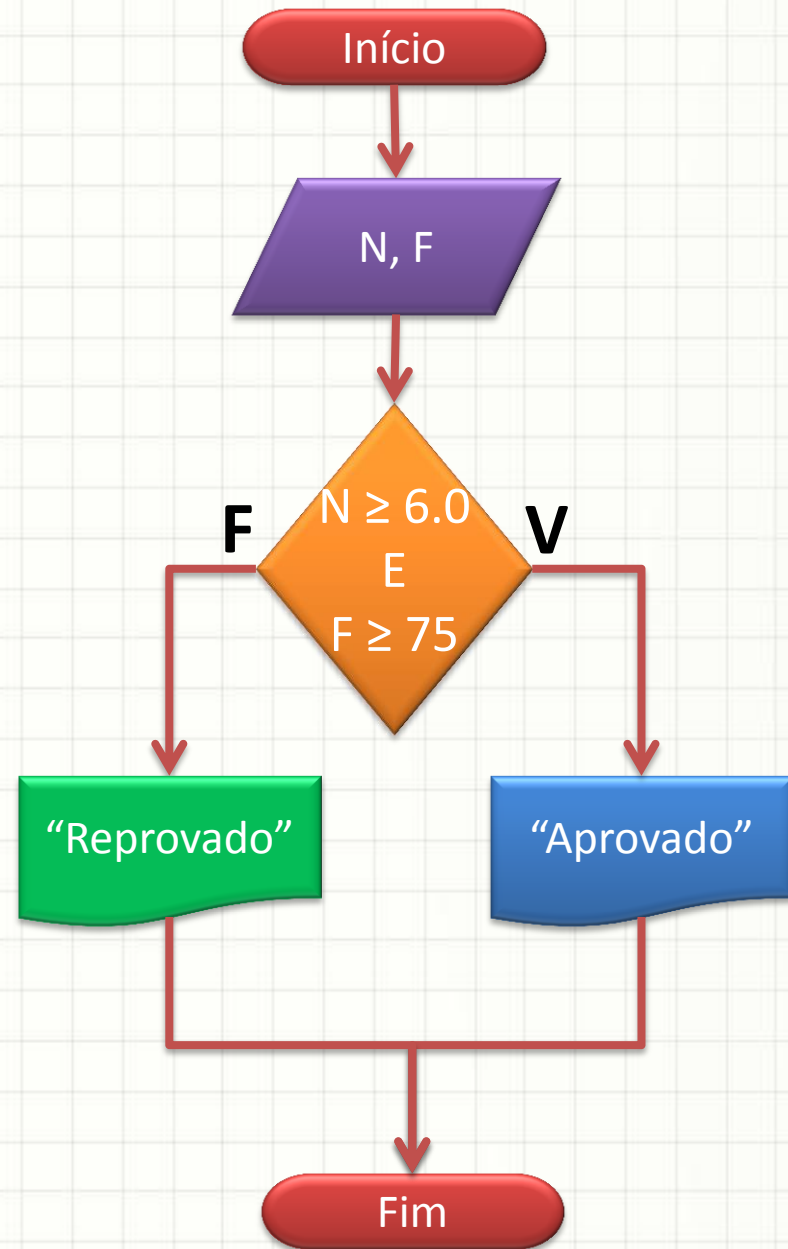 Início
N, F
F
V
N ≥ 6.0
E
F ≥ 75
“Reprovado”
“Aprovado”
Fim